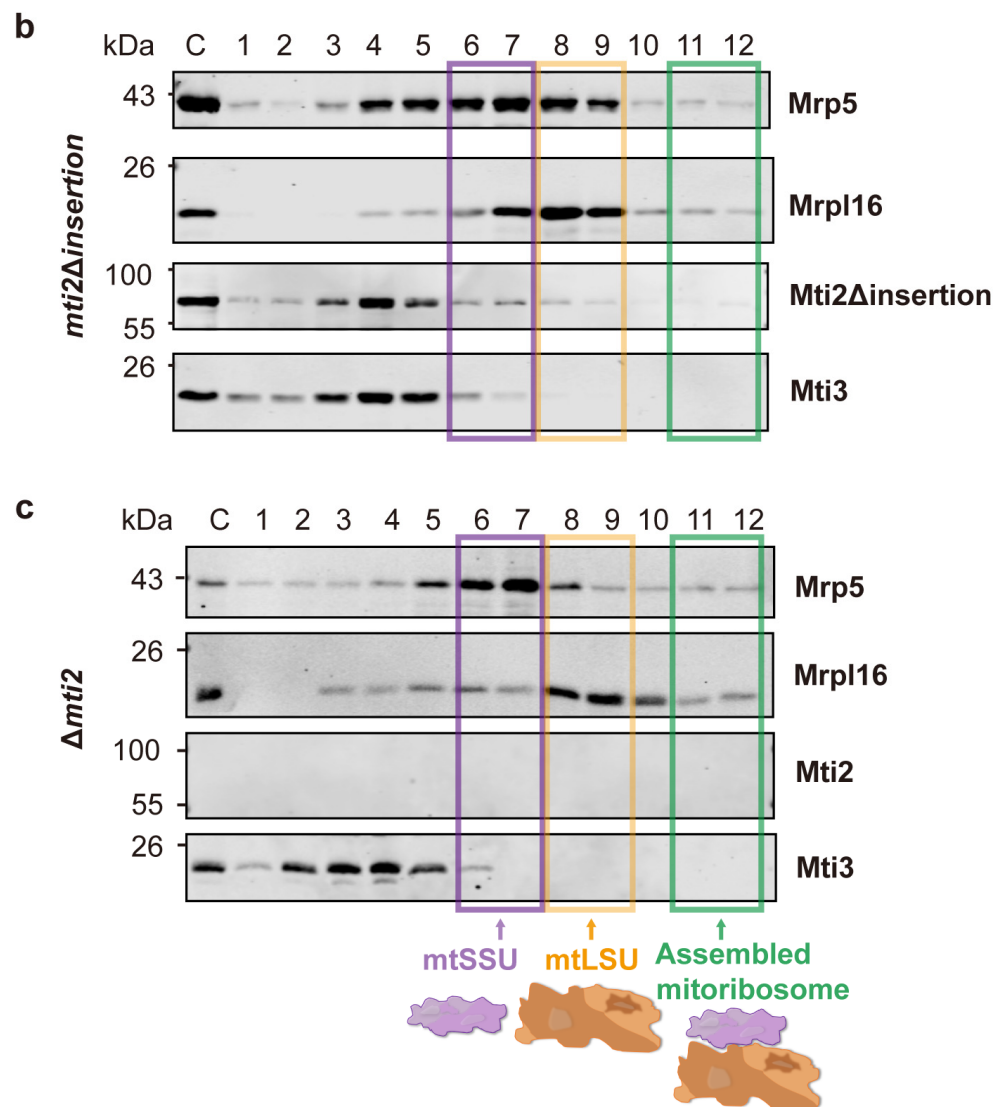 b
kDa C 1 2 3 4 5 6 7 8 9 10 11 12
mti2Δinsertion
43 Mrp5
26 Mrpl16
100 Mti2Δinsertion
55
26 Mti3
c
kDa C 1 2 3 4 5 6 7 8 9 10 11 12
Δmti2
43 Mrp5
26 Mrpl16
100 Mti2
55
26 Mti3
mtSSU mtLSU Assembled
mitoribosome